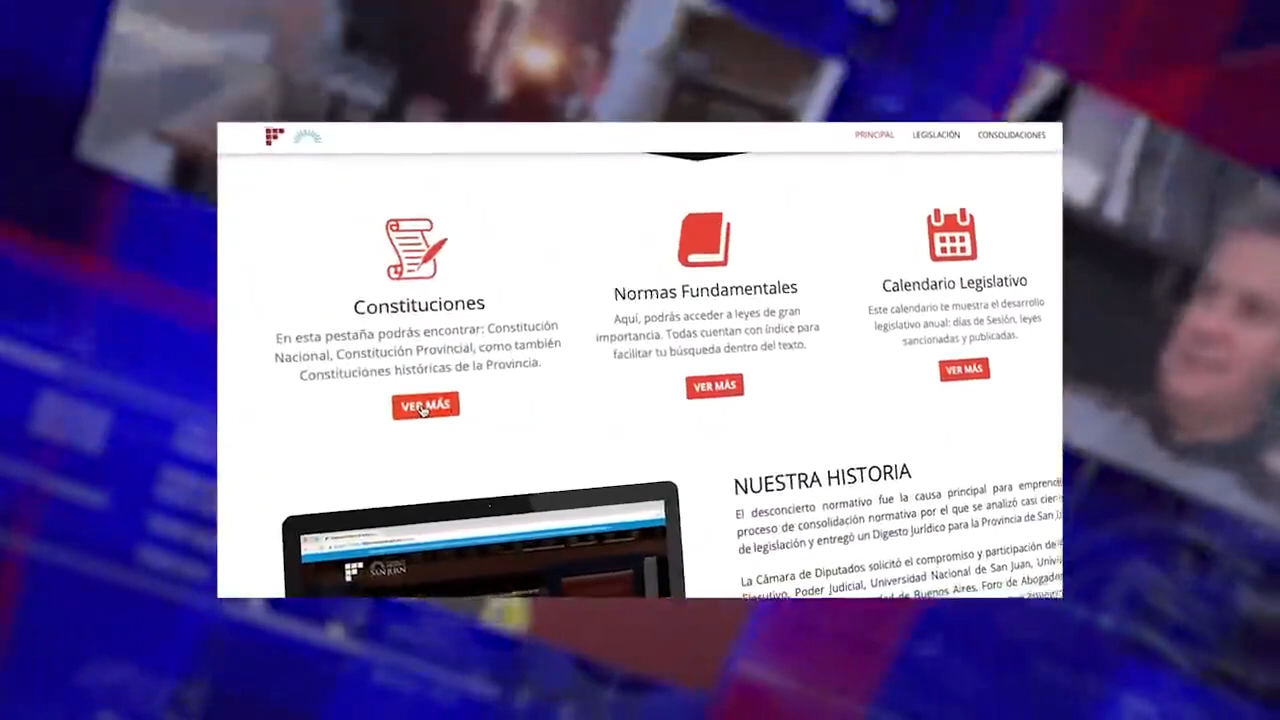 PRINCIPAL LEGISLACIÓN CONSOLIDACIONES
Constituciones
En esta pestaña podrás encontrar: Constitución
Nacional, Constitución Provincial, como también
Constituciones históricas de la Provincia.
VER MÁS
Normas Fundamentales
Aquí, podrás acceder a leyes de gran
importancia. Todas cuentan con índice para
facilitar tu búsqueda dentro del texto.
VER MÁS
Calendario Legislativo
Este calendario te muestra el desarrollo
legislativo anual: días de Sesión, leyes
sancionadas y publicadas.
VER MÁS
SAN JUAN
NUESTRA HISTORIA
El desconcierto normativo fue la causa principal para
proceso de consolidación normativa por el que se analizó casi
de legislación y entregó un Digesto Jurídico para la Provincia de San
La Cámara de Diputados solicitó el compromiso y participación
Ejecutivo, Poder Judicial, Universidad Nacional de San Juan,
de Buenos Aires, Foro de